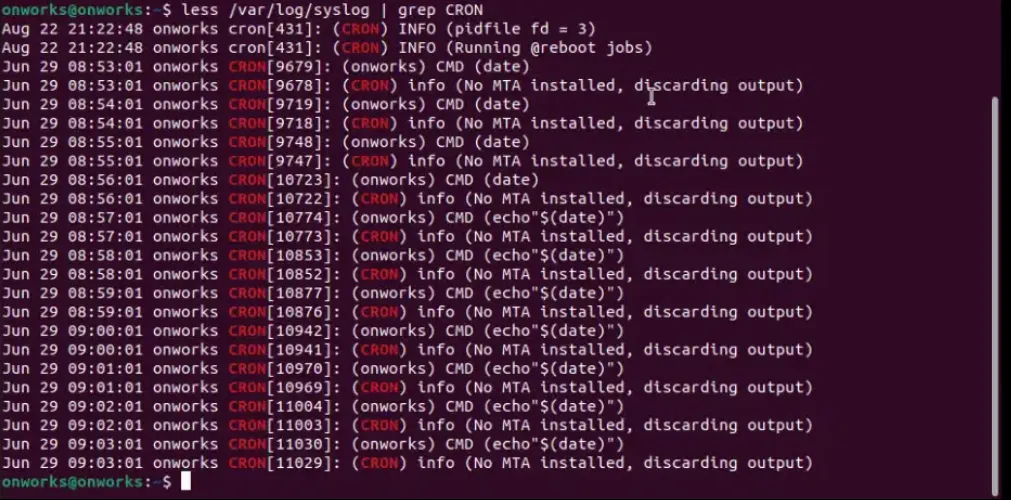 onworks@onworks:~$ less /var/log/syslog | grep CRON
Aug 22 21:22:48 onworks cron[431]: (CRON) INFO (pidfile fd = 3)
Aug 22 21:22:48 onworks cron[431]: (CRON) INFO (Running @reboot jobs)
Jun 29 08:53:01 onworks CRON[9679]: (onworks) CMD (date)
Jun 29 08:53:01 onworks CRON[9678]: (CRON) info (No MTA installed, discarding output)
Jun 29 08:54:01 onworks CRON[9719]: (onworks) CMD (date)
Jun 29 08:54:01 onworks CRON[9718]: (CRON) info (No MTA installed, discarding output)
Jun 29 08:55:01 onworks CRON[9748]: (onworks) CMD (date)
Jun 29 08:55:01 onworks CRON[9747]: (CRON) info (No MTA installed, discarding output)
Jun 29 08:56:01 onworks CRON[10723]: (onworks) CMD (date)
Jun 29 08:56:01 onworks CRON[10722]: (CRON) info (No MTA installed, discarding output)
Jun 29 08:57:01 onworks CRON[10774]: (onworks) CMD (echo"$(date)")
Jun 29 08:57:01 onworks CRON[10773]: (CRON) info (No MTA installed, discarding output)
Jun 29 08:58:01 onworks CRON[10853]: (onworks) CMD (echo"$(date)")
Jun 29 08:58:01 onworks CRON[10852]: (CRON) info (No MTA installed, discarding output)
Jun 29 08:59:01 onworks CRON[10877]: (onworks) CMD (echo"$(date)")
Jun 29 08:59:01 onworks CRON[10876]: (CRON) info (No MTA installed, discarding output)
Jun 29 09:00:01 onworks CRON[10942]: (onworks) CMD (echo"$(date)")
Jun 29 09:00:01 onworks CRON[10941]: (CRON) info (No MTA installed, discarding output)
Jun 29 09:01:01 onworks CRON[10970]: (onworks) CMD (echo"$(date)")
Jun 29 09:01:01 onworks CRON[10969]: (CRON) info (No MTA installed, discarding output)
Jun 29 09:02:01 onworks CRON[11004]: (onworks) CMD (echo"$(date)")
Jun 29 09:02:01 onworks CRON[11003]: (CRON) info (No MTA installed, discarding output)
Jun 29 09:03:01 onworks CRON[11030]: (onworks) CMD (echo"$(date)")
Jun 29 09:03:01 onworks CRON[11029]: (CRON) info (No MTA installed, discarding output)
onworks@onworks:~$